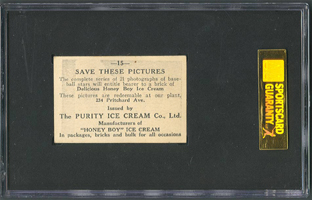 —15—
SAVE THESE PICTURES
The complete series of 21 photographs of base-
ball stars will entitle bearer to a brick of
Delicious Honey Boy Ice Cream
These pictures are redeemable at our plant,
234 Pritchard Ave.
Issued by
The PURITY ICE CREAM Co., Ltd.
Manufacturers of
"HONEY BOY" ICE CREAM
In packages, bricks and bulk for all occasions
SPORTSCARD
GUARANTY